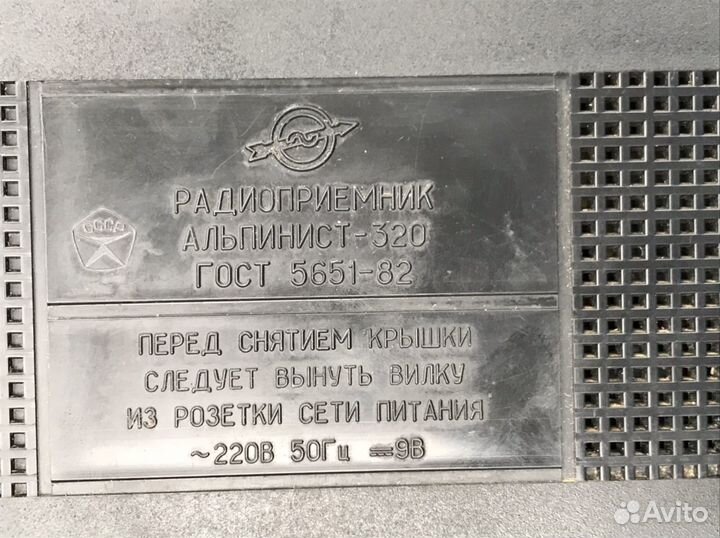 РАДИОПРИЕМНИК
АЛЬПИНИСТ-320
ГОСТ 5651-82
СССР
ПЕРЕД СНЯТИЕМ КРЫШКИ
СЛЕДУЕТ ВЫНУТЬ ВИЛКУ
ИЗ РОЗЕТКИ СЕТИ ПИТАНИЯ
~220В 50Гц ⎓9В
Avito